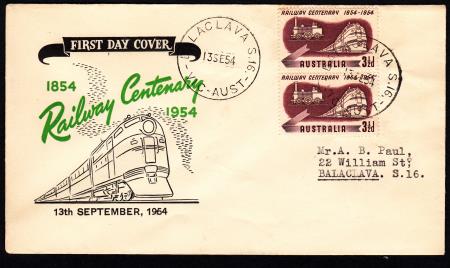 FIRST DAY COVER
1854
Railway Centenary
1954
13th SEPTEMBER, 1964
BALACLAVA S.16.
13SE54
VIC-AUST-
RAILWAY CENTENARY 1854-1954
AUSTRALIA 3½d
RAILWAY CENTENARY 1854-1954
AUSTRALIA 3½d
Mr.A. B. Paul,
22 William St;
BALACLAVA. S.16.